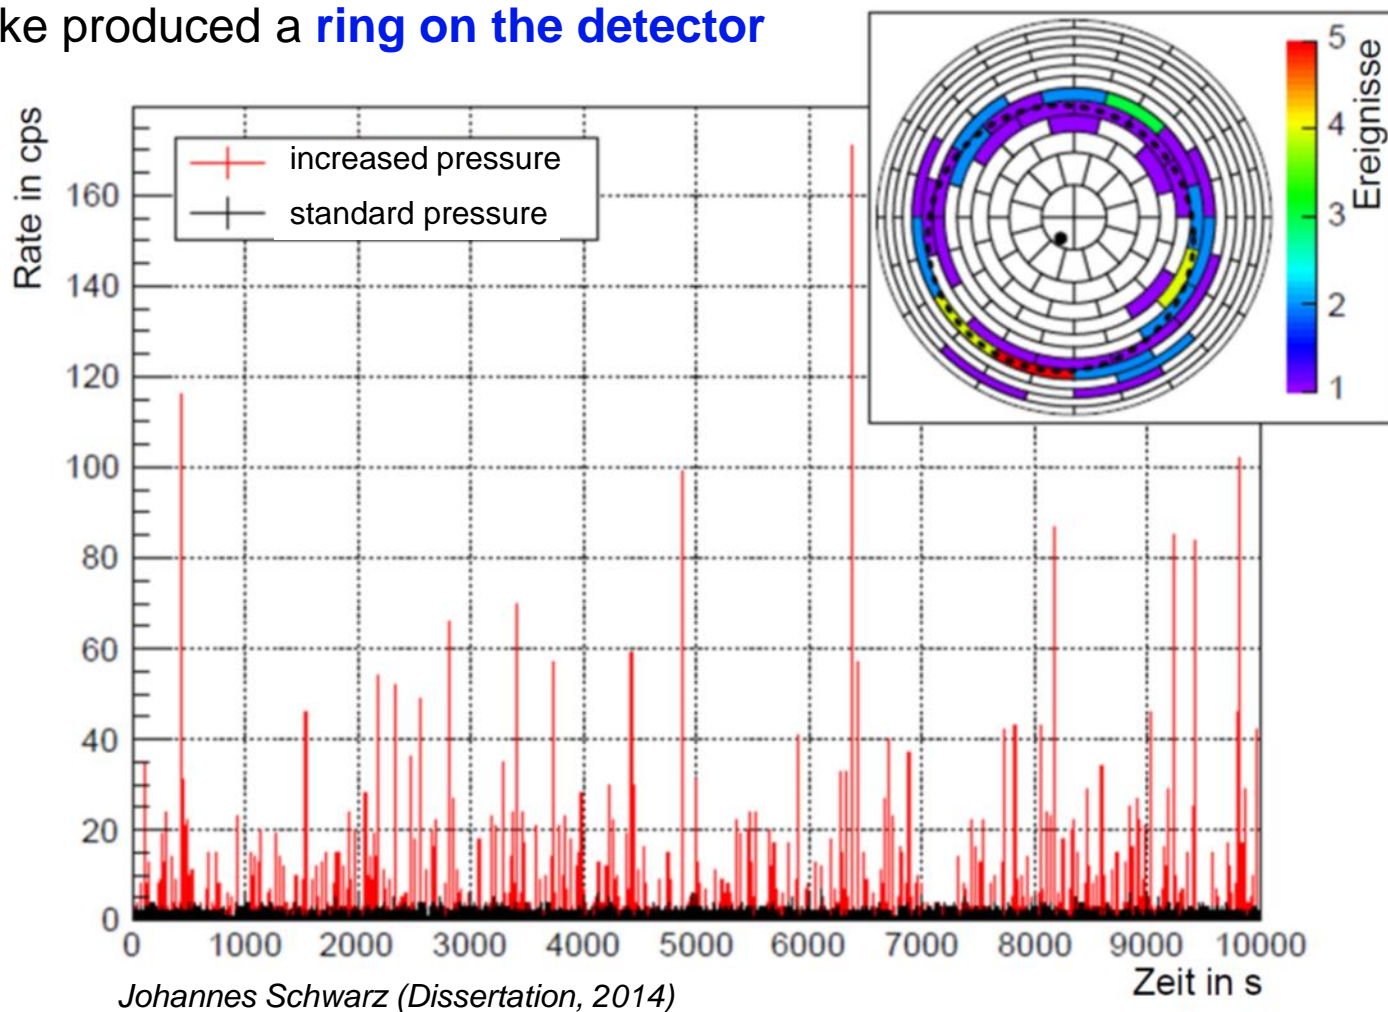 ke produced a ring on the detector
Rate in cps
increased pressure
standard pressure
160
140
120
100
80
60
40
20
0
0 1000 2000 3000 4000 5000 6000 7000 8000 9000 10000
Zeit in s
5
4
3
2
1
Ereignisse
Johannes Schwarz (Dissertation, 2014)